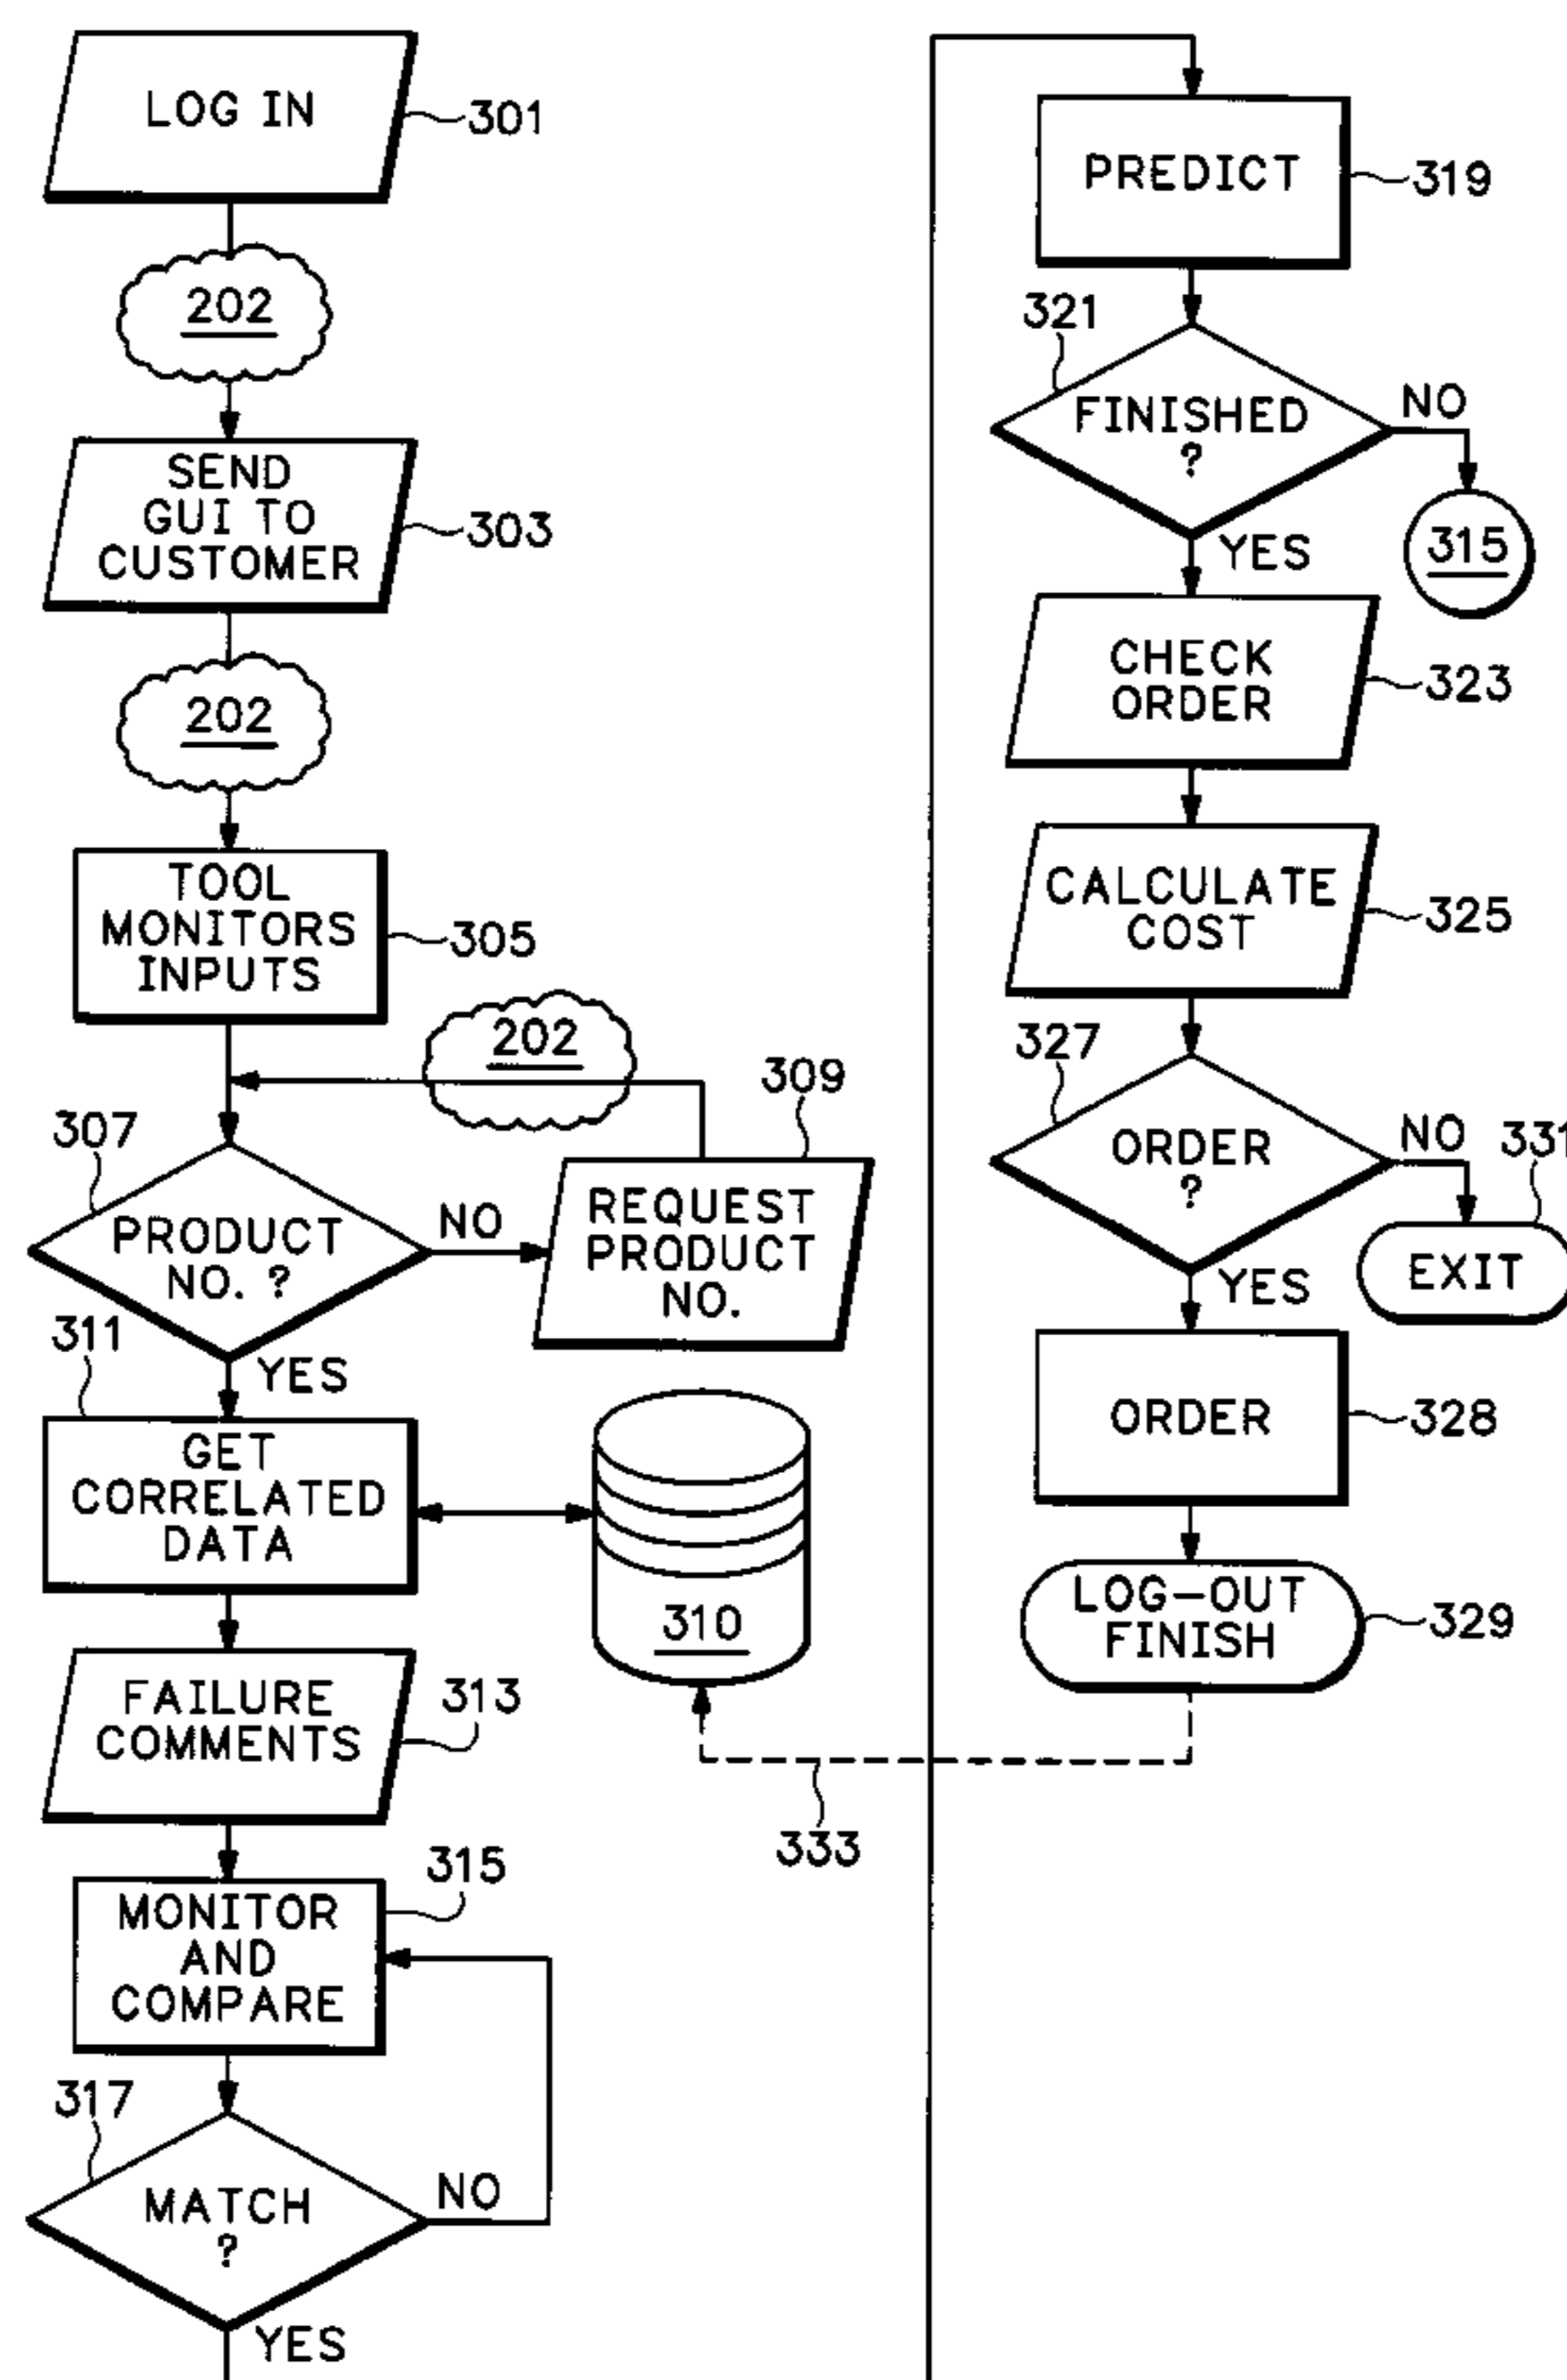 LOG IN
301
202
SEND
GUI TO
CUSTOMER
303
202
TOOL
MONITORS
INPUTS
305
202
309
307
PRODUCT
NO. ?
NO
REQUEST
PRODUCT
NO.
311
YES
GET
CORRELATED
DATA
310
FAILURE
COMMENTS
313
333
315
MONITOR
AND
COMPARE
317
MATCH
?
NO
YES
PREDICT
319
321
FINISHED
?
NO
315
YES
CHECK
ORDER
323
CALCULATE
COST
325
327
ORDER
?
NO
331
EXIT
YES
ORDER
328
LOG-OUT
FINISH
329